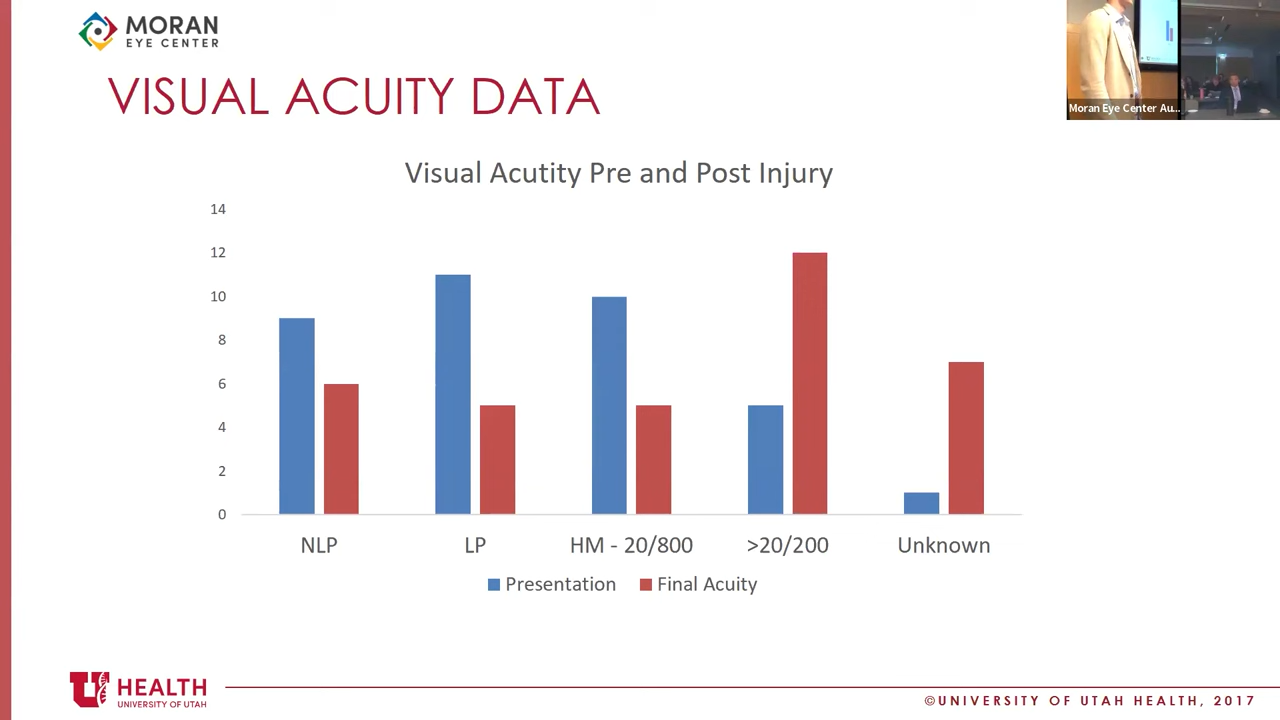 MORAN
EYE CENTER
Moran Eye Center Au...
VISUAL ACUITY DATA
Visual Acutity Pre and Post Injury
14
12
10
8
6
4
2
0
NLP
LP
HM - 20/800
>20/200
Unknown
Presentation
Final Acuity
U HEALTH
UNIVERSITY OF UTAH
©UNIVERSITY OF UTAH HEALTH, 2017